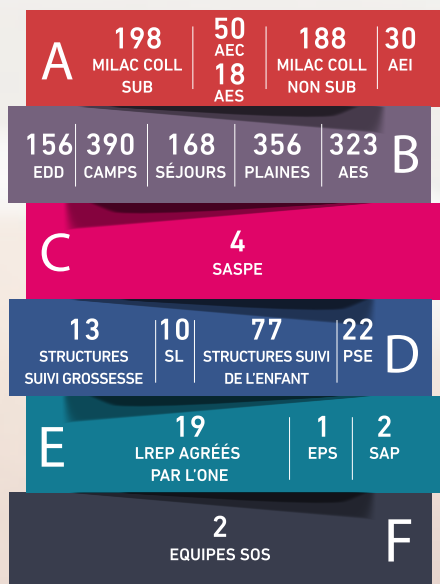 A
198
MILAC COLL
SUB
50
AEC
18
AES
188
MILAC COLL
NON SUB
30
AEI
156
EDD
390
CAMPS
168
SÉJOURS
356
PLAINES
323
AES
B
C
4
SASPE
13
STRUCTURES
SUIVI GROSSESSE
10
SL
77
STRUCTURES SUIVI
DE L'ENFANT
22
PSE
D
E
19
LREP AGRÉÉS
PAR L'ONE
1
EPS
2
SAP
2
EQUIPES SOS
F